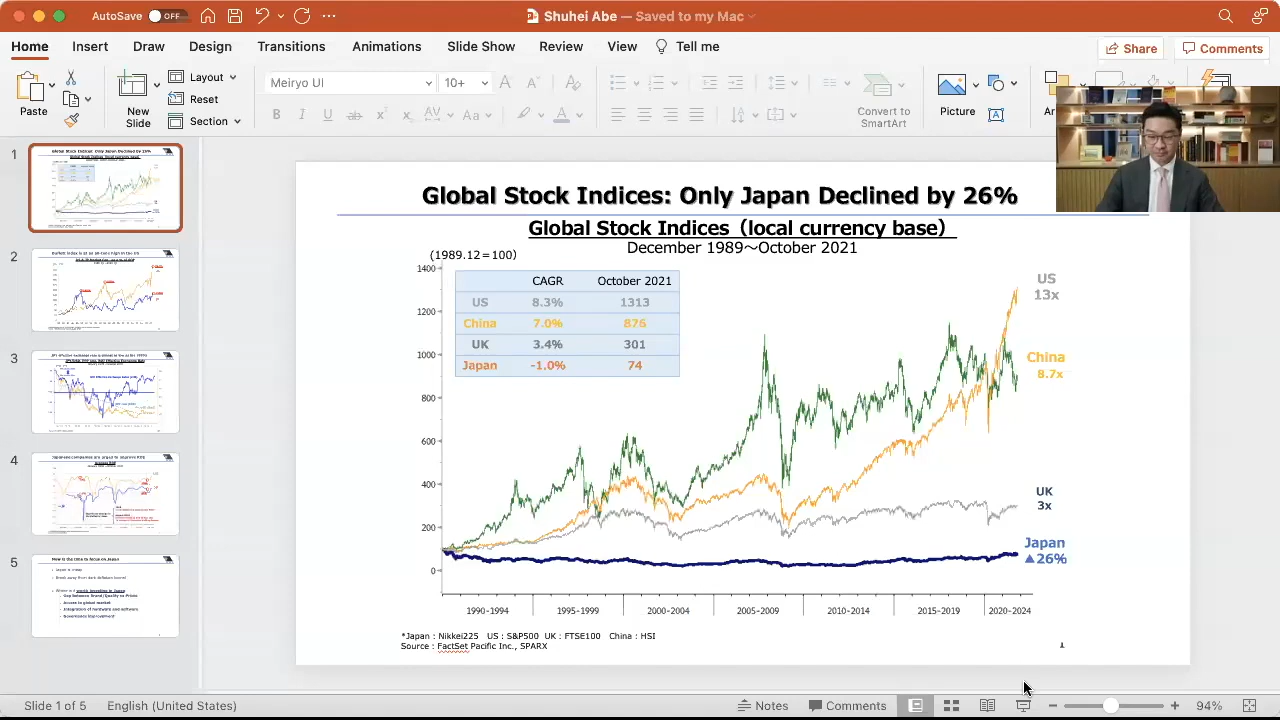 AutoSave OFF
Shuhei Abe — Saved to my Mac
Home Insert Draw Design Transitions Animations Slide Show Review View Tell me Share Comments
Paste
New Slide
Layout
Reset
Section
Meiryo UI 10+
Convert to SmartArt
Picture
1
2
3
4
5
Global Stock Indices: Only Japan Declined by 26%
Global Stock Indices（local currency base）
December 1989～October 2021
(1989.12=100)
CAGR October 2021
US 8.3% 1313
China 7.0% 876
UK 3.4% 301
Japan -1.0% 74
1400
1200
1000
800
600
400
200
0
US
13x
China
8.7x
UK
3x
Japan
▲26%
1990-1994 1995-1999 2000-2004 2005-2009 2010-2014 2015-2019 2020-2024
*Japan : Nikkei225 US : S&P500 UK : FTSE100 China : HSI
Source : FactSet Pacific Inc., SPARX
1
Slide 1 of 5 English (United States) Notes Comments 94%